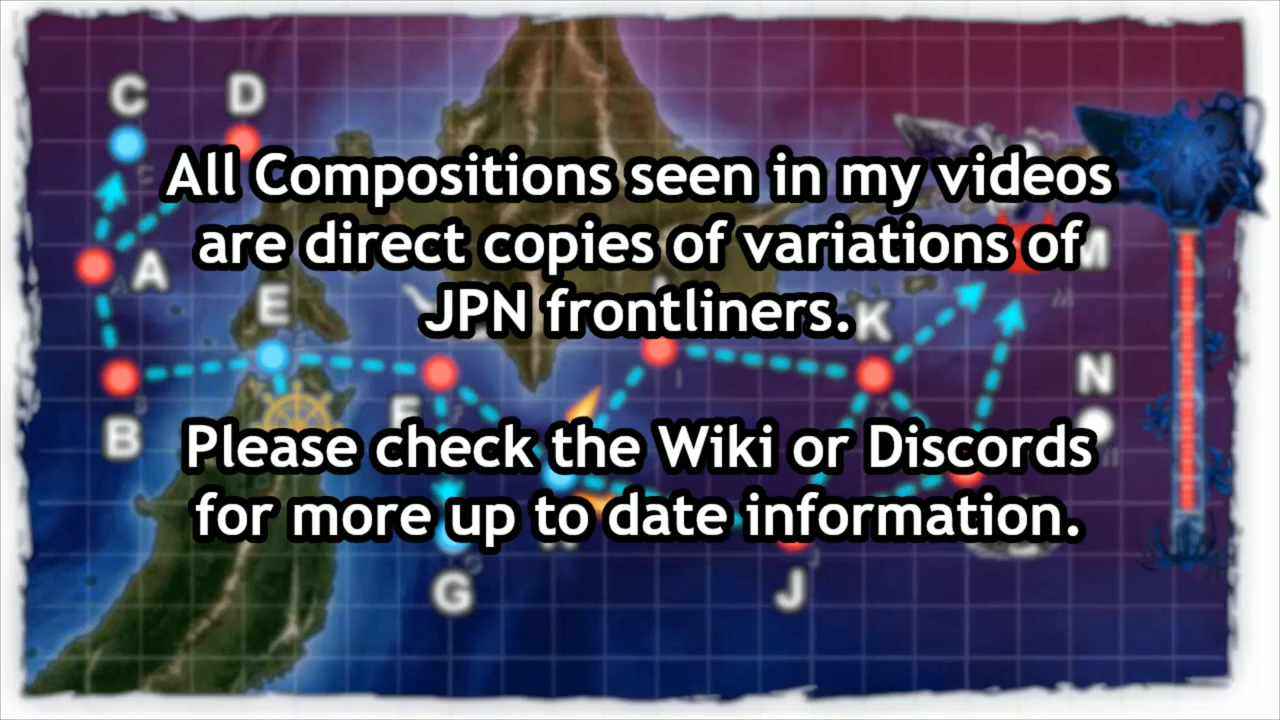 C D
All Compositions seen in my videos
are direct copies of variations of
JPN frontliners.
Please check the Wiki or Discords
for more up to date information.
A
M
E
K
N
F
B
G
J